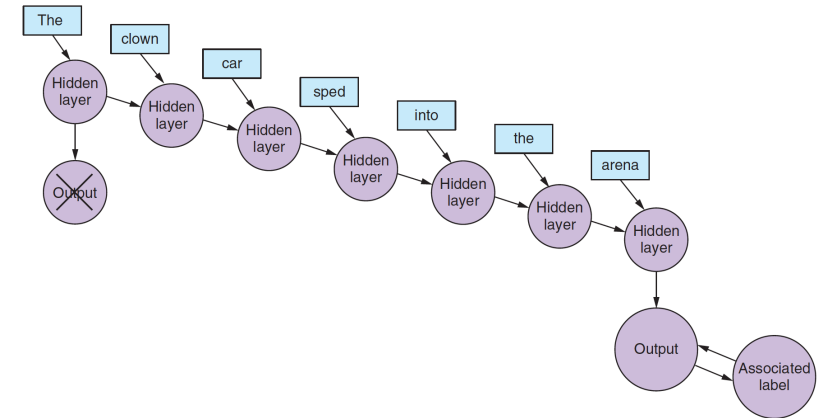 The
clown
car
sped
into
the
arena
Hidden
layer
Hidden
layer
Hidden
layer
Hidden
layer
Hidden
layer
Hidden
layer
Hidden
layer
Output
Output
Associated
label